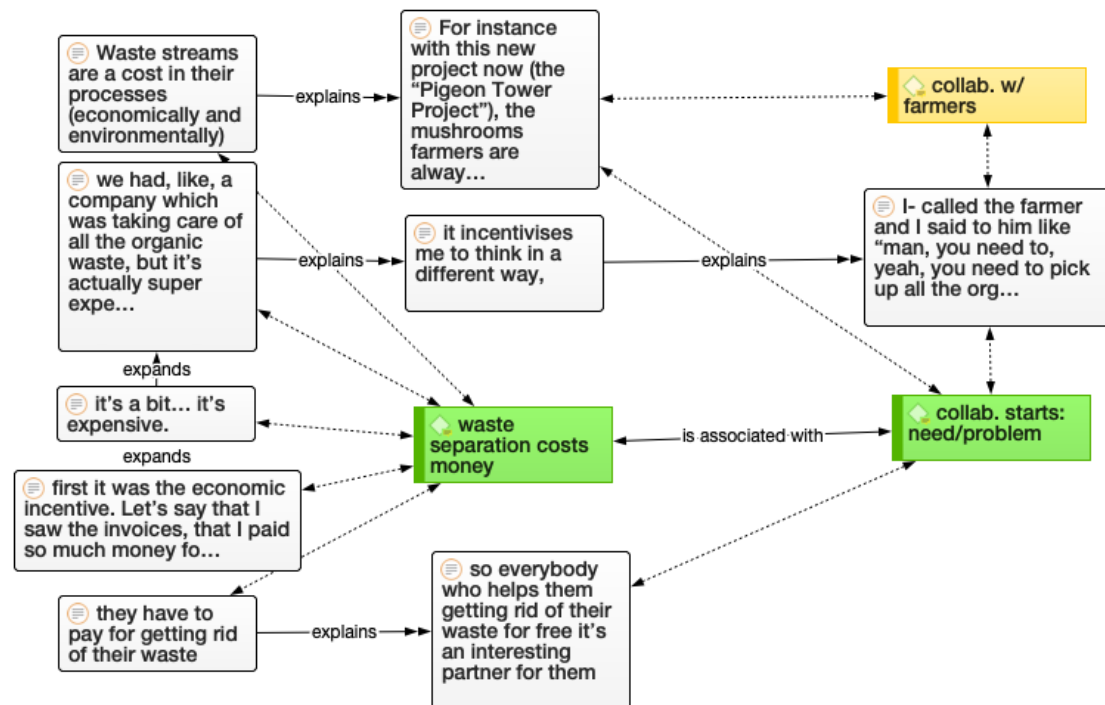 Waste streams
are a cost in their
processes
(economically and
environmentally)
explains
For instance
with this new
project now (the
“Pigeon Tower
Project”), the
mushrooms
farmers are
alway…
collab. w/
farmers
we had, like, a
company which
was taking care of
all the organic
waste, but it’s
actually super
expe…
explains
it incentivises
me to think in a
different way,
explains
I- called the farmer
and I said to him like
“man, you need to,
yeah, you need to pick
up all the org…
expands
it’s a bit… it’s
expensive.
expands
waste
separation costs
money
is associated with
collab. starts:
need/problem
first it was the economic
incentive. Let’s say that I
saw the invoices, that I paid
so much money fo…
they have to
pay for getting rid
of their waste
explains
so everybody
who helps them
getting rid of their
waste for free it’s
an interesting
partner for them